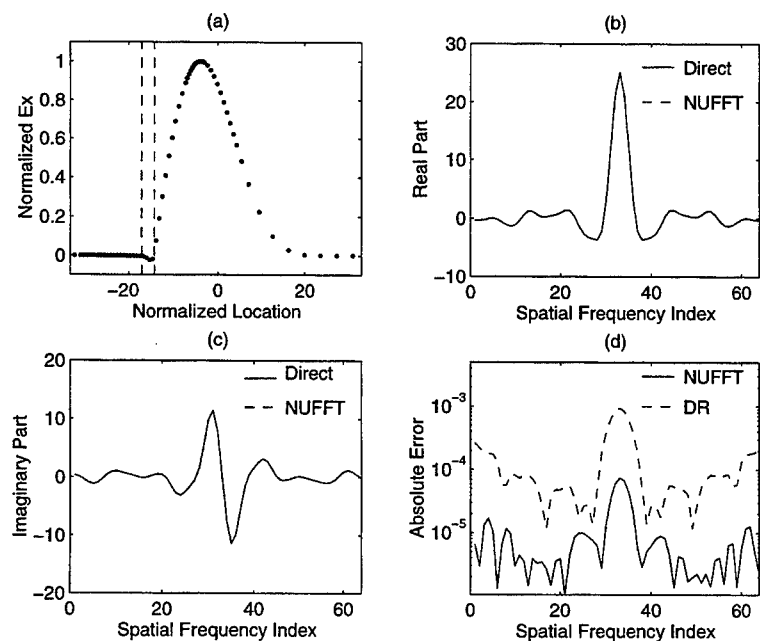 (a)
Normalized Ex
1
0.8
0.6
0.4
0.2
0
−20
0
20
Normalized Location
(b)
Real Part
30
20
10
0
−10
Direct
NUFFT
0
20
40
60
Spatial Frequency Index
(c)
Imaginary Part
20
10
0
−10
−20
Direct
NUFFT
0
20
40
60
Spatial Frequency Index
(d)
Absolute Error
10−3
10−4
10−5
NUFFT
DR
0
20
40
60
Spatial Frequency Index